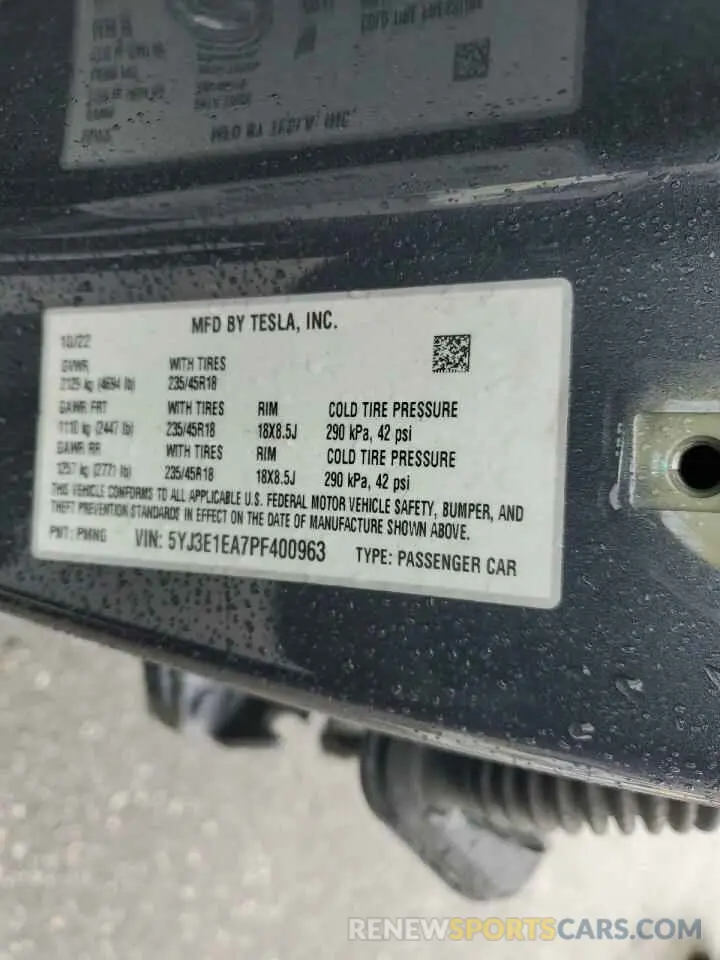 MFD BY TESLA, INC.
10/22
GVWR WITH TIRES
2129 kg (4694 lb) 235/45R18
GAWR FRT WITH TIRES RIM COLD TIRE PRESSURE
1110 kg (2447 lb) 235/45R18 18X8.5J 290 kPa, 42 psi
GAWR RR WITH TIRES RIM COLD TIRE PRESSURE
1257 kg (2771 lb) 235/45R18 18X8.5J 290 kPa, 42 psi
THIS VEHICLE CONFORMS TO ALL APPLICABLE U.S. FEDERAL MOTOR VEHICLE SAFETY, BUMPER, AND
THEFT PREVENTION STANDARDS IN EFFECT ON THE DATE OF MANUFACTURE SHOWN ABOVE.
PNT: PMNG VIN: 5YJ3E1EA7PF400963 TYPE: PASSENGER CAR
RENEWSPORTSCARS.COM